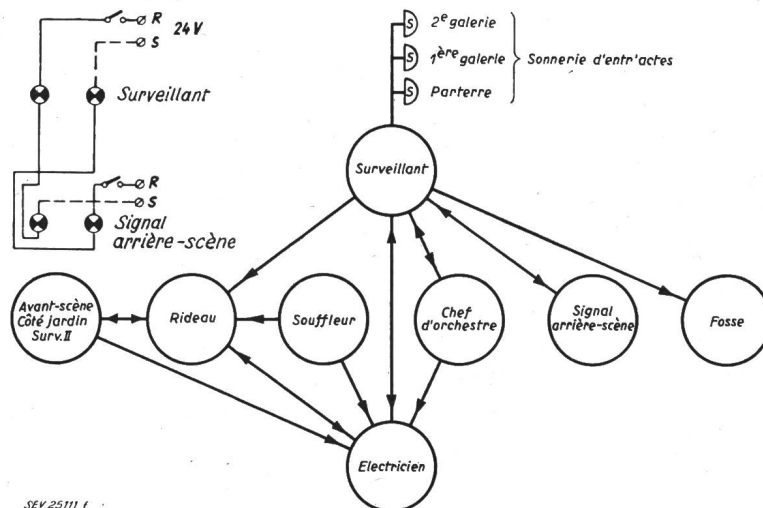 R
24V
S
Surveillant
R
S
Signal
arrière-scène
S
2e galerie
S
1ère galerie
S
Parterre
Sonnerie d'entr'actes
Surveillant
Avant-scène
Côté jardin
Surv. II
Rideau
Souffleur
Chef
d'orchestre
Signal
arrière-scène
Fosse
Electricien
SEV 25111 f